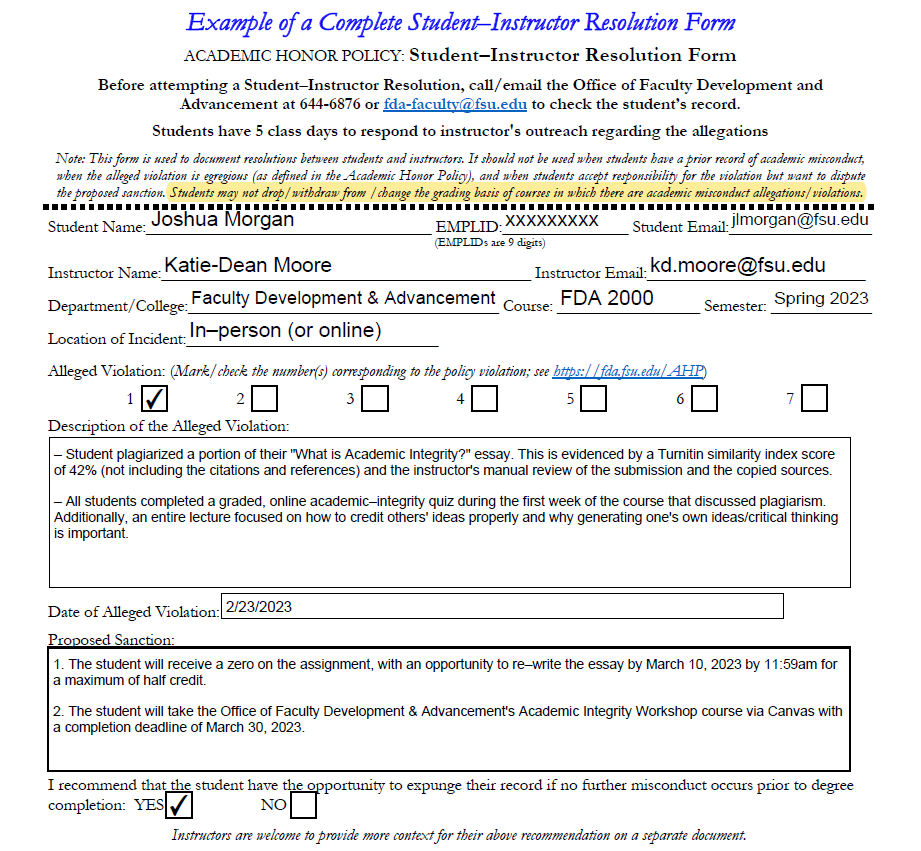 Example of a Complete Student–Instructor Resolution Form
ACADEMIC HONOR POLICY: Student–Instructor Resolution Form
Before attempting a Student–Instructor Resolution, call/email the Office of Faculty Development and
Advancement at 644-6876 or fda-faculty@fsu.edu to check the student's record.
Students have 5 class days to respond to instructor's outreach regarding the allegations
Note: This form is used to document resolutions between students and instructors. It should not be used when students have a prior record of academic misconduct,
when the alleged violation is egregious (as defined in the Academic Honor Policy), and when students accept responsibility for the violation but want to dispute
the proposed sanction. Students may not drop/withdraw from /change the grading basis of courses in which there are academic misconduct allegations/violations.
Student Name: Joshua Morgan EMPLID: xxxxxxxxx Student Email: jlmorgan@fsu.edu
(EMPLIDs are 9 digits)
Instructor Name: Katie-Dean Moore Instructor Email: kd.moore@fsu.edu
Department/College: Faculty Development & Advancement Course: FDA 2000 Semester: Spring 2023
Location of Incident: In–person (or online)
Alleged Violation: (Mark/check the number(s) corresponding to the policy violation; see https://fda.fsu.edu/AHP)
1 ✓ 2 3 4 5 6 7
Description of the Alleged Violation:
– Student plagiarized a portion of their "What is Academic Integrity?" essay. This is evidenced by a Turnitin similarity index score
of 42% (not including the citations and references) and the instructor's manual review of the submission and the copied sources.
– All students completed a graded, online academic–integrity quiz during the first week of the course that discussed plagiarism.
Additionally, an entire lecture focused on how to credit others' ideas properly and why generating one's own ideas/critical thinking
is important.
Date of Alleged Violation: 2/23/2023
Proposed Sanction:
1. The student will receive a zero on the assignment, with an opportunity to re–write the essay by March 10, 2023 by 11:59am for
a maximum of half credit.
2. The student will take the Office of Faculty Development & Advancement's Academic Integrity Workshop course via Canvas with
a completion deadline of March 30, 2023.
I recommend that the student have the opportunity to expunge their record if no further misconduct occurs prior to degree
completion: YES ✓ NO
Instructors are welcome to provide more context for their above recommendation on a separate document.